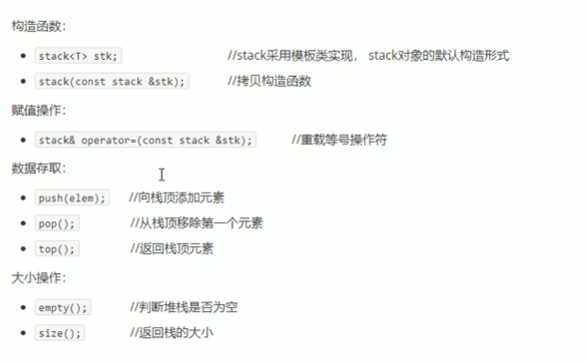 构造函数：
stack<T> stk; //stack采用模板类实现， stack对象的默认构造形式
stack(const stack &stk); //拷贝构造函数
赋值操作：
stack& operator=(const stack &stk); //重载等号操作符
数据存取：
push(elem); //向栈顶添加元素
pop(); //从栈顶移除第一个元素
top(); //返回栈顶元素
大小操作：
empty(); //判断堆栈是否为空
size(); //返回栈的大小